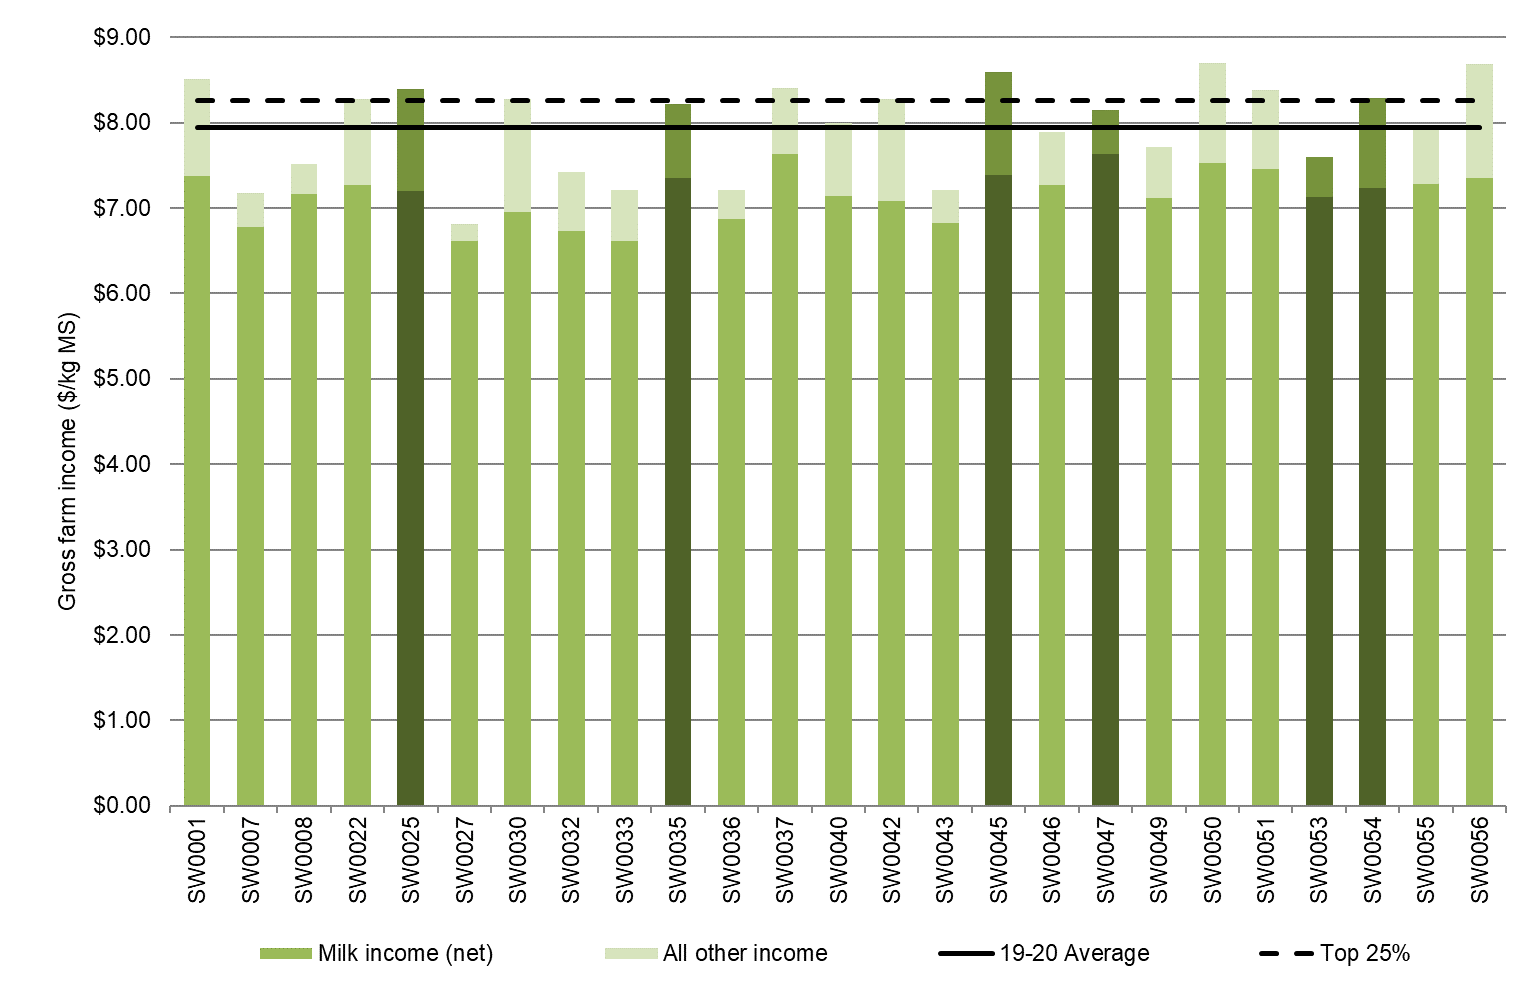 $9.00
$8.00
$7.00
$6.00
$5.00
$4.00
$3.00
$2.00
$1.00
$0.00
Gross farm income ($/kg MS)
SW0001
SW0007
SW0008
SW0022
SW0025
SW0027
SW0030
SW0032
SW0033
SW0035
SW0036
SW0037
SW0040
SW0042
SW0043
SW0045
SW0046
SW0047
SW0049
SW0050
SW0051
SW0053
SW0054
SW0055
SW0056
Milk income (net)
All other income
19-20 Average
Top 25%